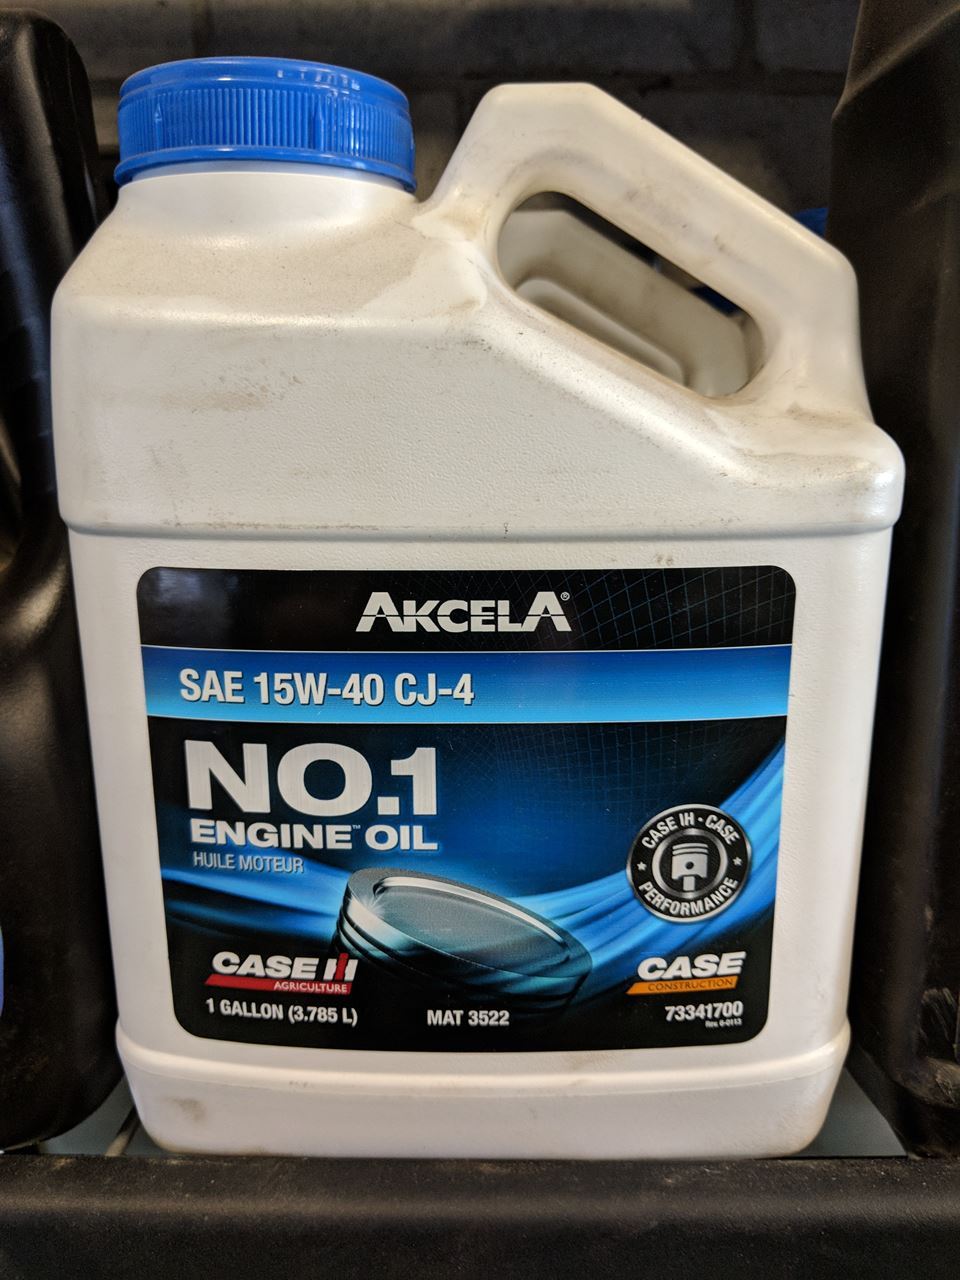 AKCELA®
SAE 15W-40 CJ-4
NO.1
ENGINE™ OIL
HUILE MOTEUR
CASE IH • CASE
PERFORMANCE
CASE IH
AGRICULTURE
CASE
CONSTRUCTION
1 GALLON (3.785 L)
MAT 3522
73341700